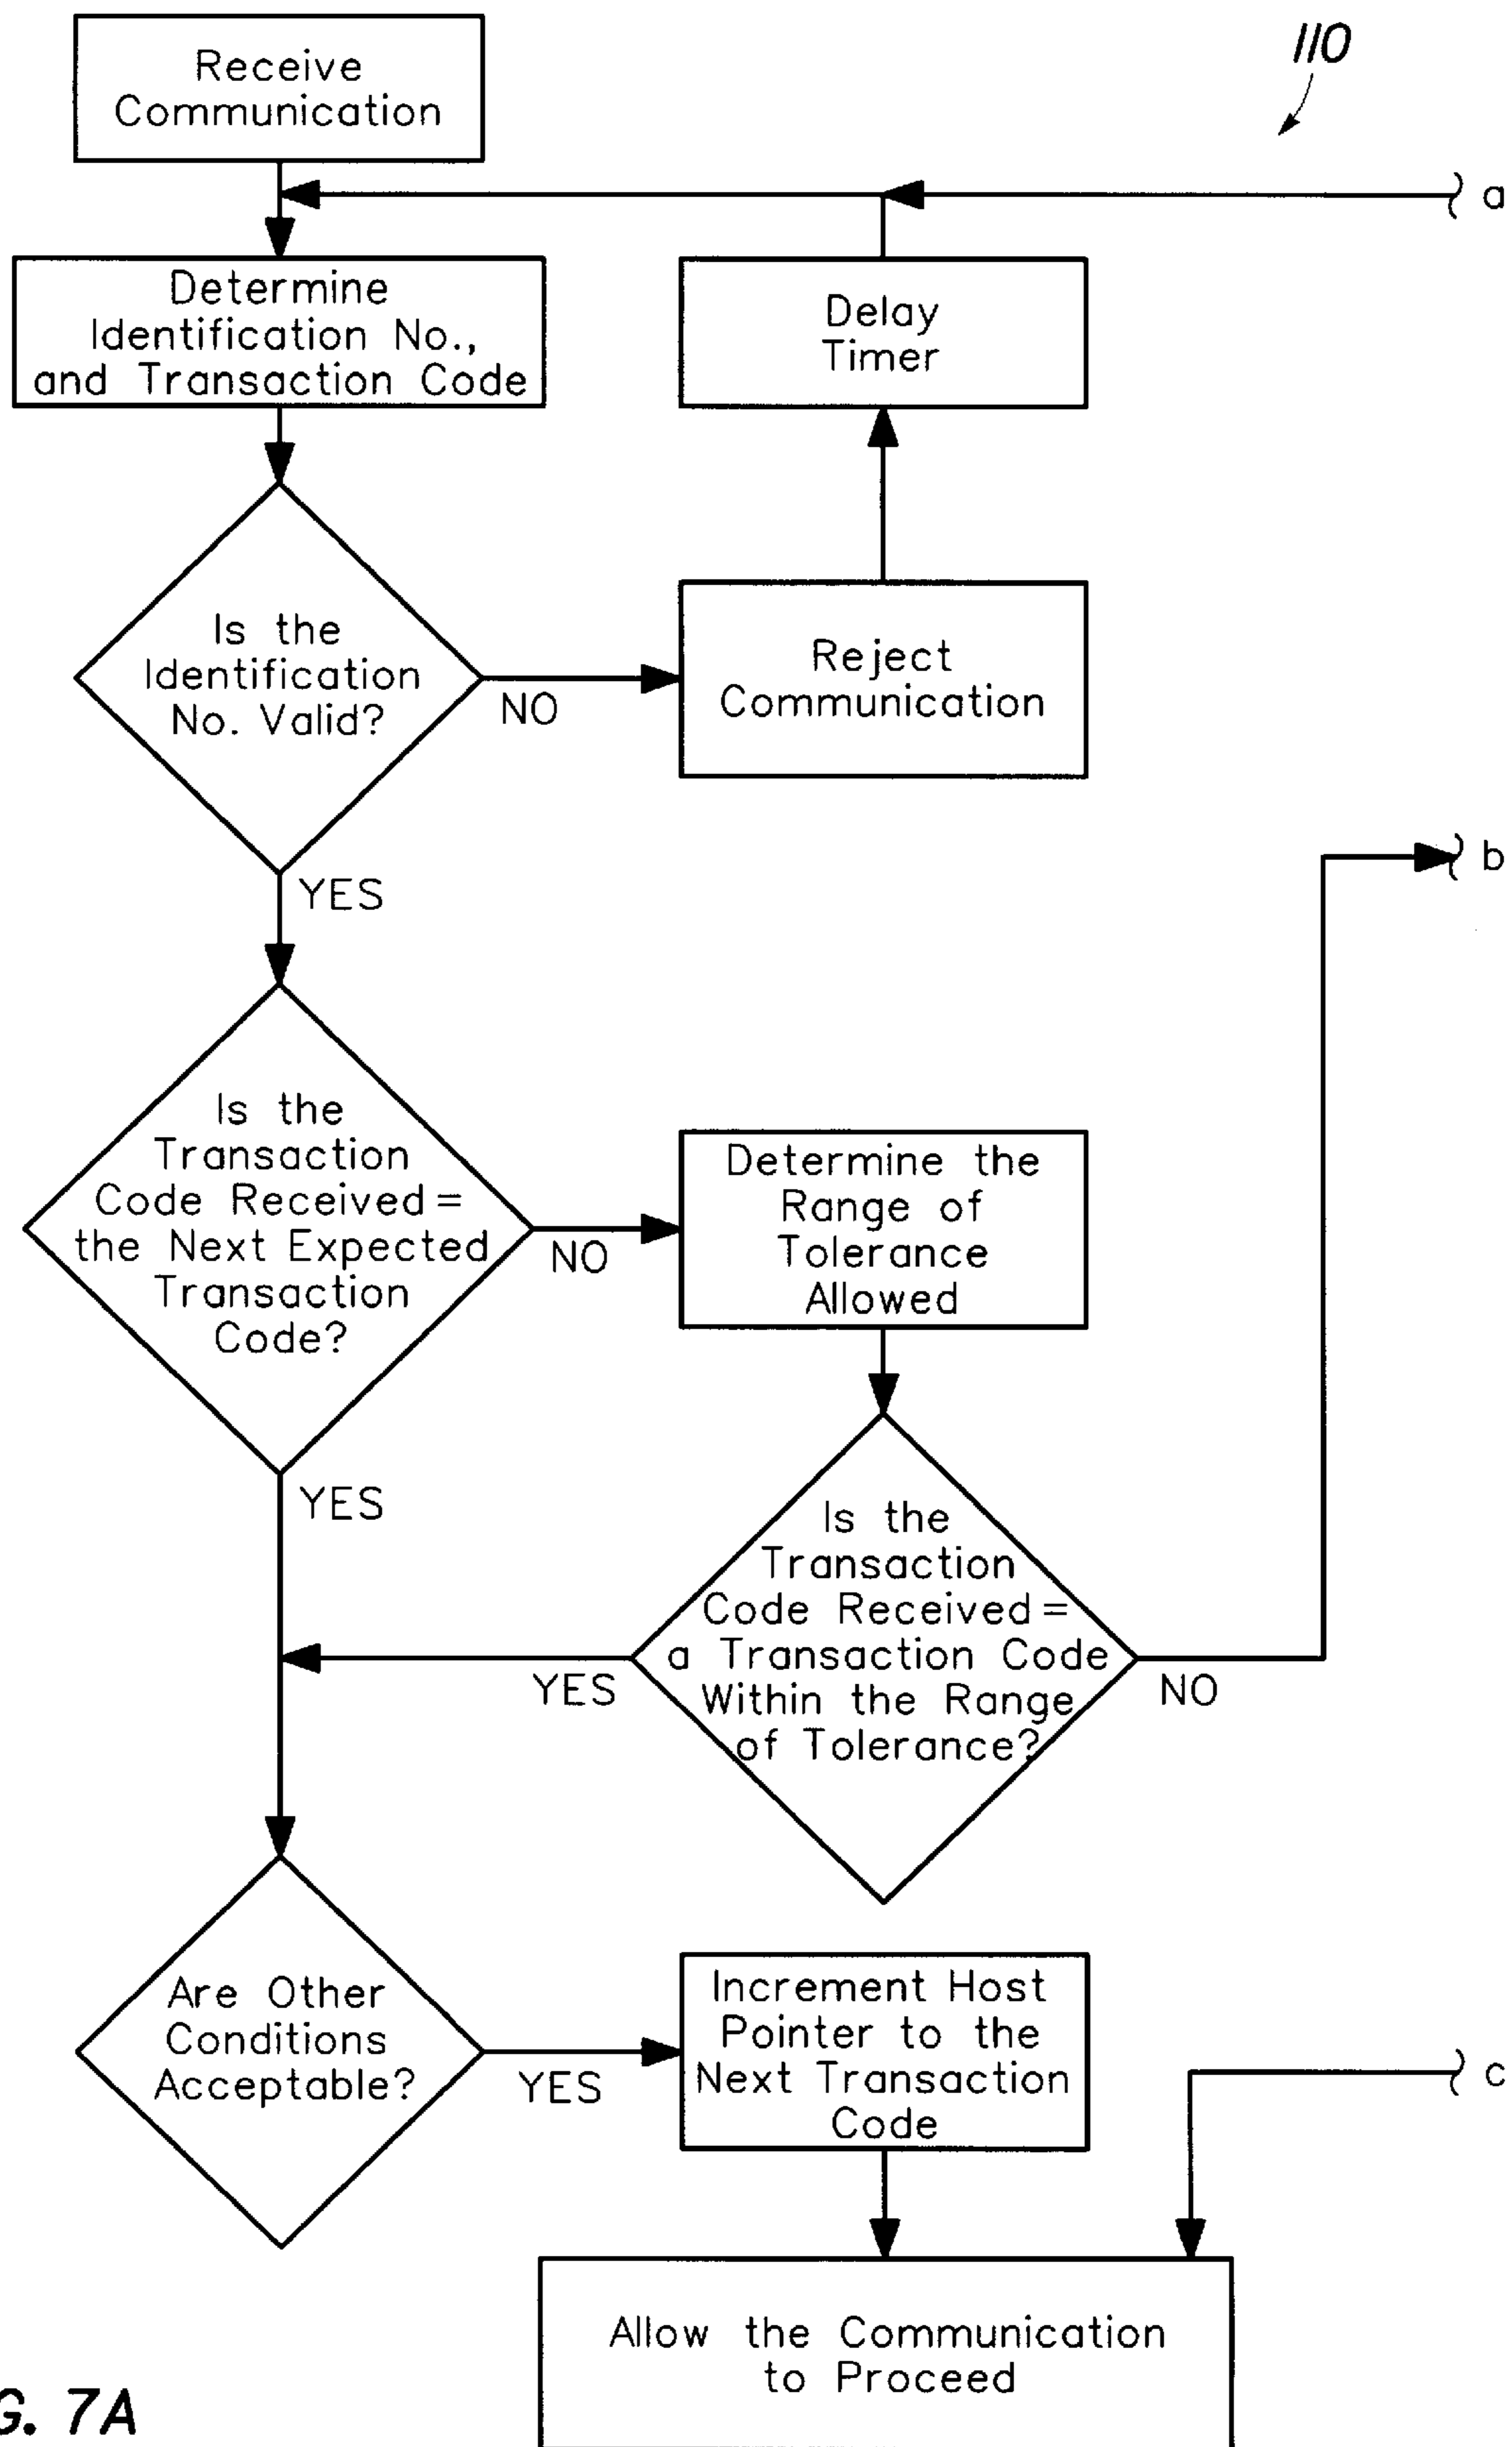 110
Receive
Communication
a
Determine
Identification No.,
and Transaction Code
Delay
Timer
Is the
Identification
No. Valid?
NO
Reject
Communication
YES
b
Is the
Transaction
Code Received =
the Next Expected
Transaction
Code?
NO
Determine the
Range of
Tolerance
Allowed
YES
Is the
Transaction
Code Received =
a Transaction Code
Within the Range
of Tolerance?
YES
NO
Are Other
Conditions
Acceptable?
YES
Increment Host
Pointer to the
Next Transaction
Code
c
Allow the Communication
to Proceed
G. 7A